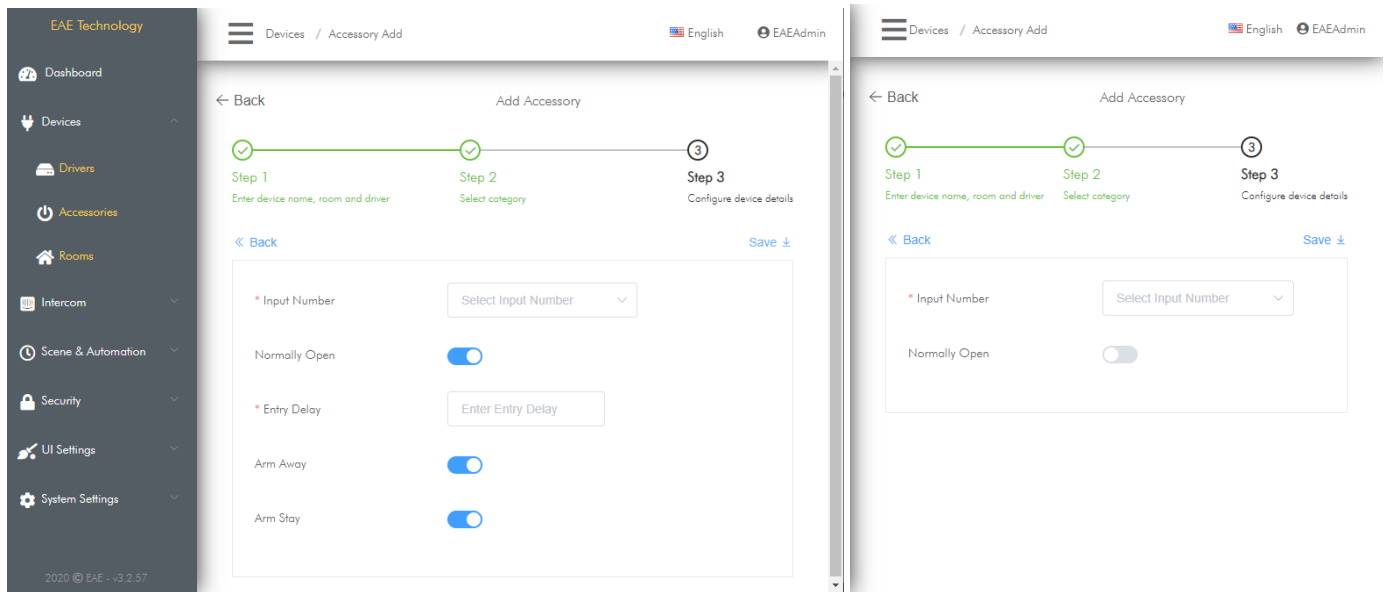 EAE Technology
Dashboard
Devices
Drivers
Accessories
Rooms
Intercom
Scene & Automation
Security
UI Settings
System Settings
2020 © EAE - v3.2.57
Devices / Accessory Add
English
EAEAdmin
← Back
Add Accessory
3
Step 1
Step 2
Step 3
Enter device name, room and driver
Select category
Configure device details
« Back
Save
* Input Number
Select Input Number
Normally Open
* Entry Delay
Enter Entry Delay
Arm Away
Arm Stay
Devices / Accessory Add
English
EAEAdmin
← Back
Add Accessory
3
Step 1
Step 2
Step 3
Enter device name, room and driver
Select category
Configure device details
« Back
Save
* Input Number
Select Input Number
Normally Open